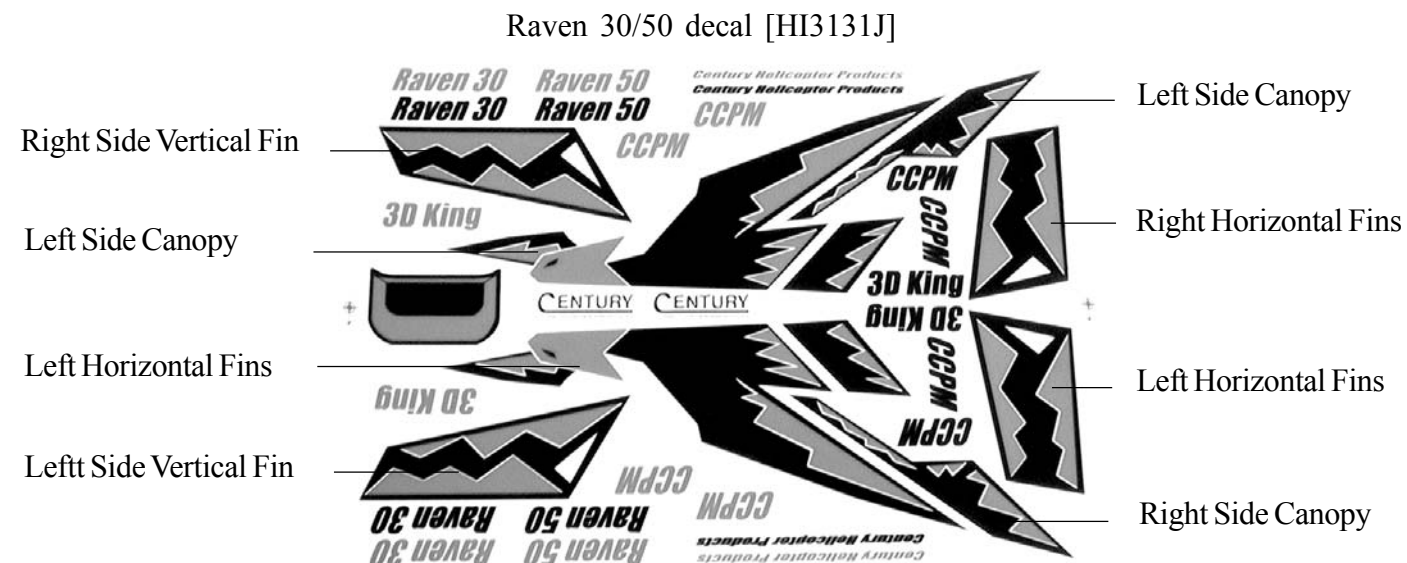 Raven 30/50 decal [HI3131J]
Raven 30 Raven 50 Century Helicopter Products
Raven 30 Raven 50 Century Helicopter Products
Left Side Canopy
CCPM
Right Side Vertical Fin
CCPM
CCPM
3D King
CCPM
Right Horizontal Fins
Left Side Canopy
3D King
CENTURY CENTURY
3D King
Left Horizontal Fins
CCPM
Left Horizontal Fins
3D King
CCPM
Leftt Side Vertical Fin
CCPM
CCPM
Right Side Canopy
Raven 30 Raven 50
Century Helicopter Products
Raven 30 Raven 50
Century Helicopter Products